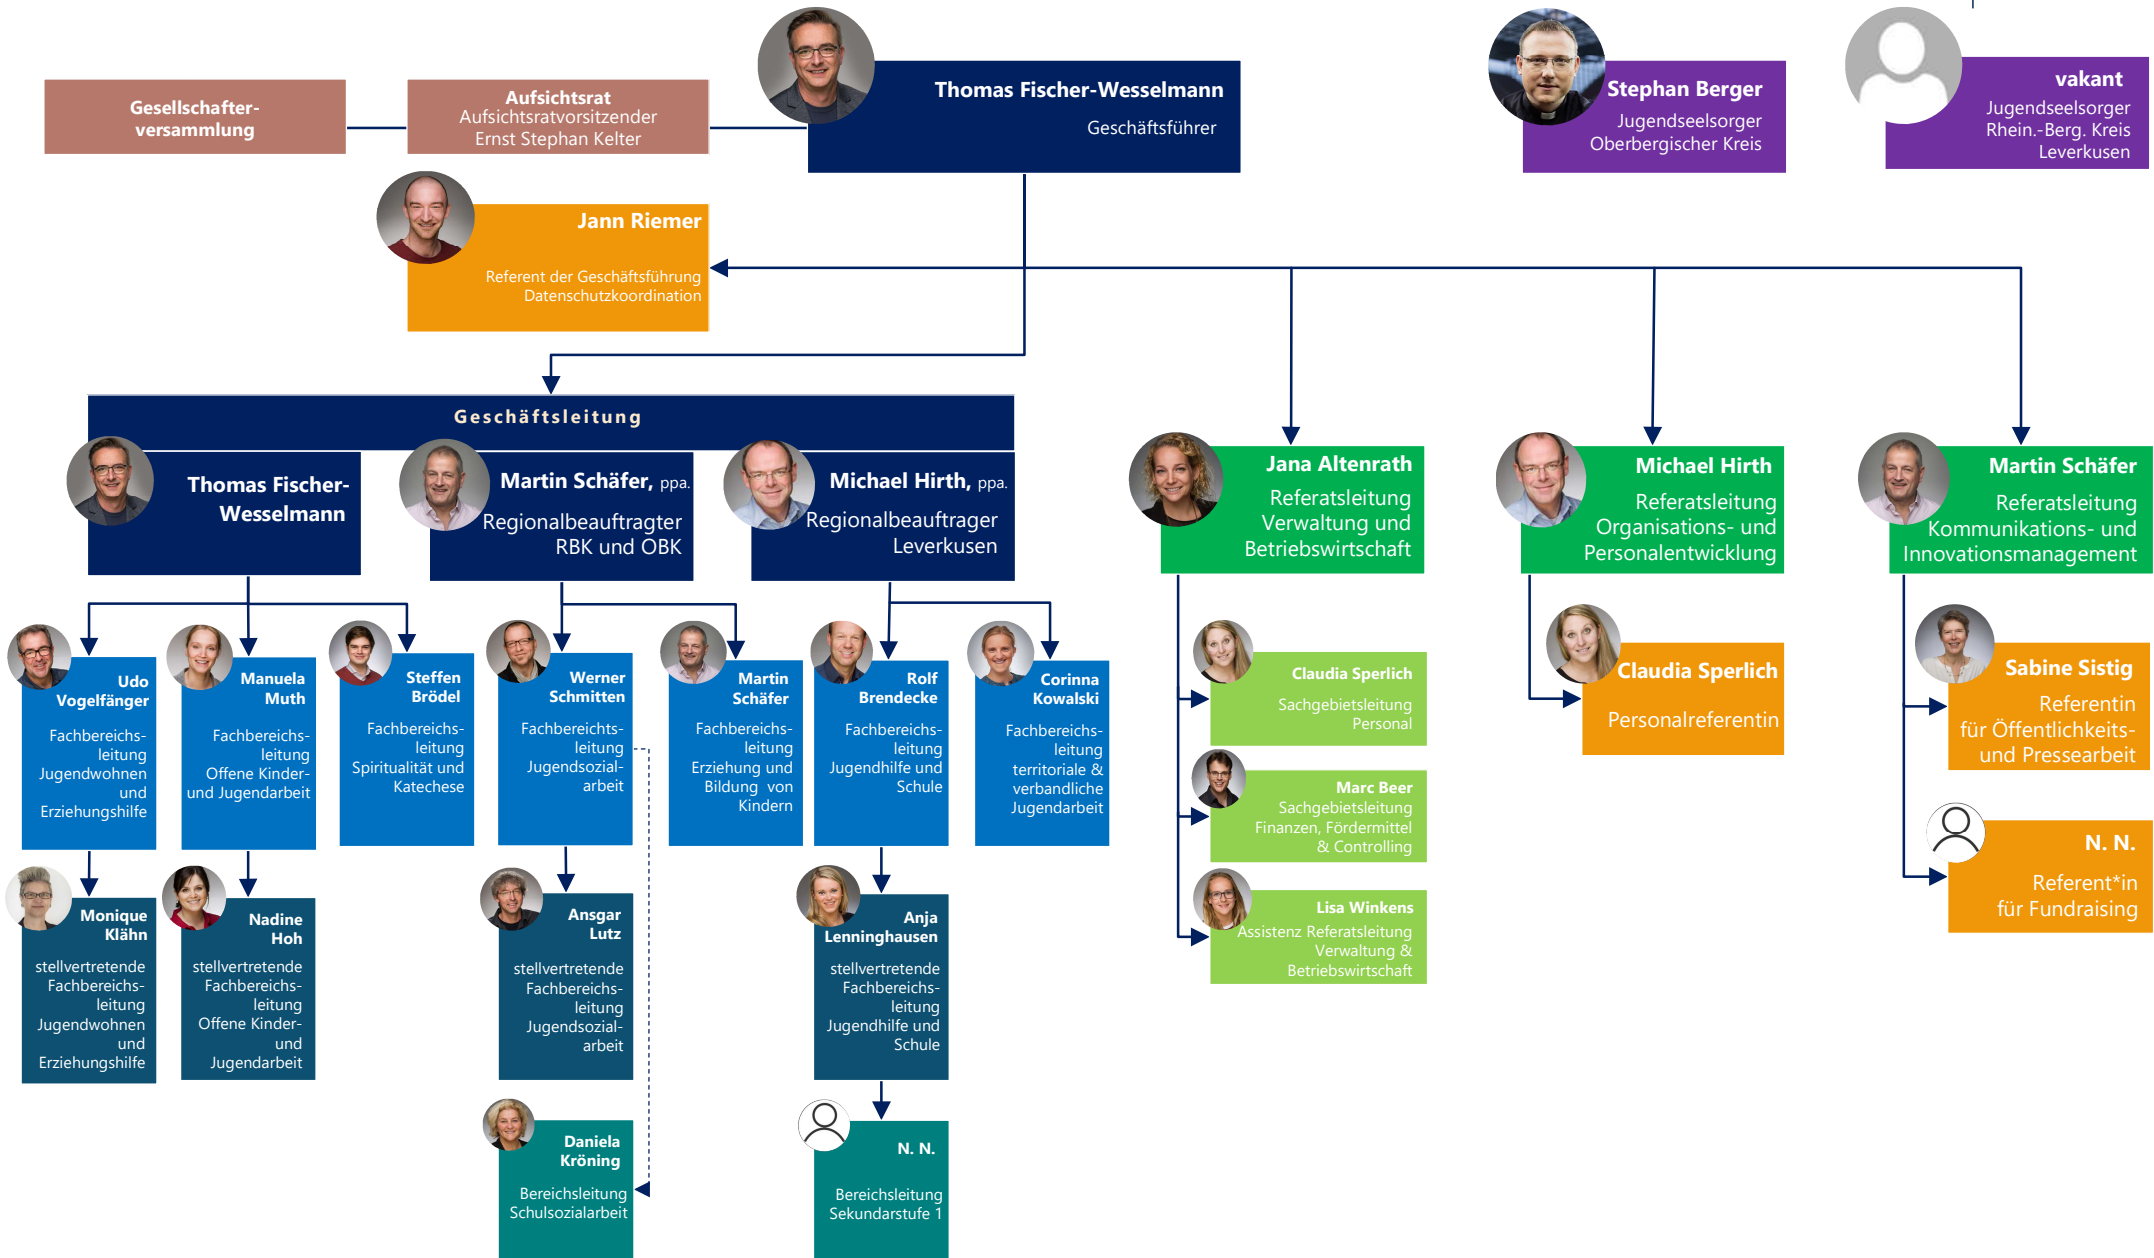 Gesellschafter-
versammlung
Aufsichtsrat
Aufsichtsratvorsitzender
Ernst Stephan Kelter
Thomas Fischer-Wesselmann
Geschäftsführer
Stephan Berger
Jugendseelsorger
Oberbergischer Kreis
vakant
Jugendseelsorger
Rhein.-Berg. Kreis
Leverkusen
Jann Riemer
Referent der Geschäftsführung
Datenschutzkoordination
Geschäftsleitung
Thomas Fischer-
Wesselmann
Martin Schäfer, ppa.
Regionalbeauftragter
RBK und OBK
Michael Hirth, ppa.
Regionalbeauftrager
Leverkusen
Jana Altenrath
Referatsleitung
Verwaltung und
Betriebswirtschaft
Michael Hirth
Referatsleitung
Organisations- und
Personalentwicklung
Martin Schäfer
Referatsleitung
Kommunikations- und
Innovationsmanagement
Udo
Vogelfänger
Fachbereichs-
leitung
Jugendwohnen
und
Erziehungshilfe
Manuela
Muth
Fachbereichs-
leitung
Offene Kinder-
und Jugendarbeit
Steffen
Brödel
Fachbereichs-
leitung
Spiritualität und
Katechese
Werner
Schmitten
Fachbereichts-
leitung
Jugendsozial-
arbeit
Martin
Schäfer
Fachbereichs-
leitung
Erziehung und
Bildung von
Kindern
Rolf
Brendecke
Fachbereichs-
leitung
Jugendhilfe und
Schule
Corinna
Kowalski
Fachbereichs-
leitung
territoriale &
verbandliche
Jugendarbeit
Claudia Sperlich
Sachgebietsleitung
Personal
Marc Beer
Sachgebietsleitung
Finanzen, Fördermittel
& Controlling
Lisa Winkens
Assistenz Referatsleitung
Verwaltung &
Betriebswirtschaft
Claudia Sperlich
Personalreferentin
Sabine Sistig
Referentin
für Öffentlichkeits-
und Pressearbeit
N. N.
Referent*in
für Fundraising
Monique
Klähn
stellvertretende
Fachbereichs-
leitung
Jugendwohnen
und
Erziehungshilfe
Nadine
Hoh
stellvertretende
Fachbereichs-
leitung
Offene Kinder-
und
Jugendarbeit
Ansgar
Lutz
stellvertretende
Fachbereichs-
leitung
Jugendsozial-
arbeit
Anja
Lenninghausen
stellvertretende
Fachbereichs-
leitung
Jugendhilfe und
Schule
Daniela
Kröning
Bereichsleitung
Schulsozialarbeit
N. N.
Bereichsleitung
Sekundarstufe 1